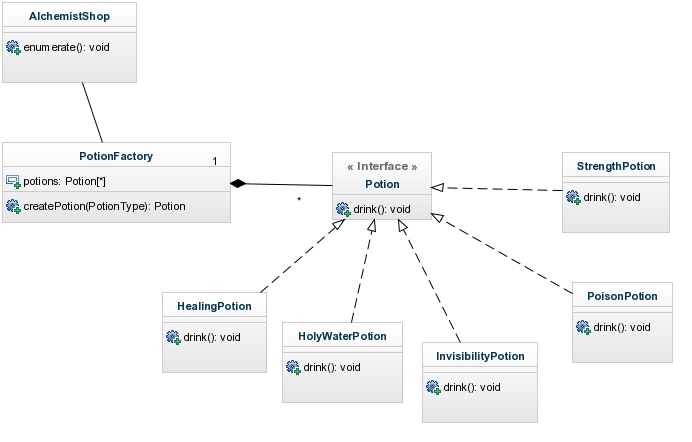 AlchemistShop
enumerate(): void
PotionFactory
1
potions: Potion[*]
createPotion(PotionType): Potion
*
« Interface »
Potion
drink(): void
StrengthPotion
drink(): void
HealingPotion
drink(): void
HolyWaterPotion
drink(): void
InvisibilityPotion
drink(): void
PoisonPotion
drink(): void